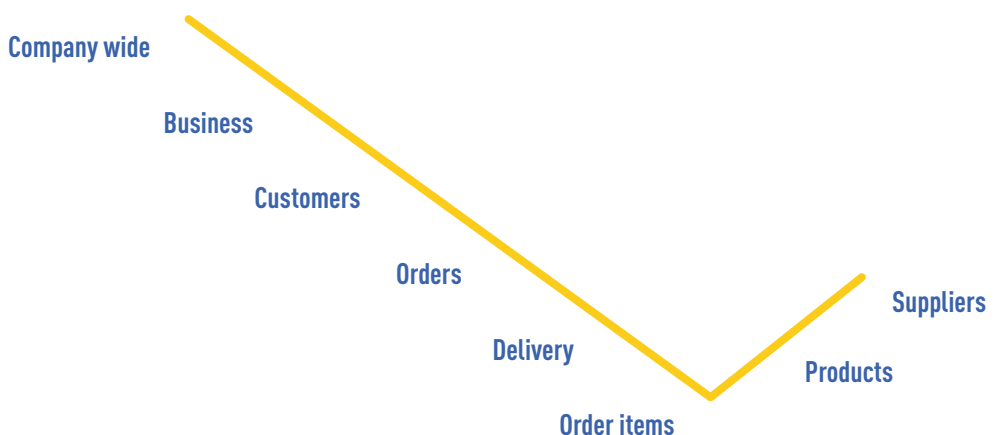 Company wide
Business
Customers
Orders
Suppliers
Delivery
Products
Order items